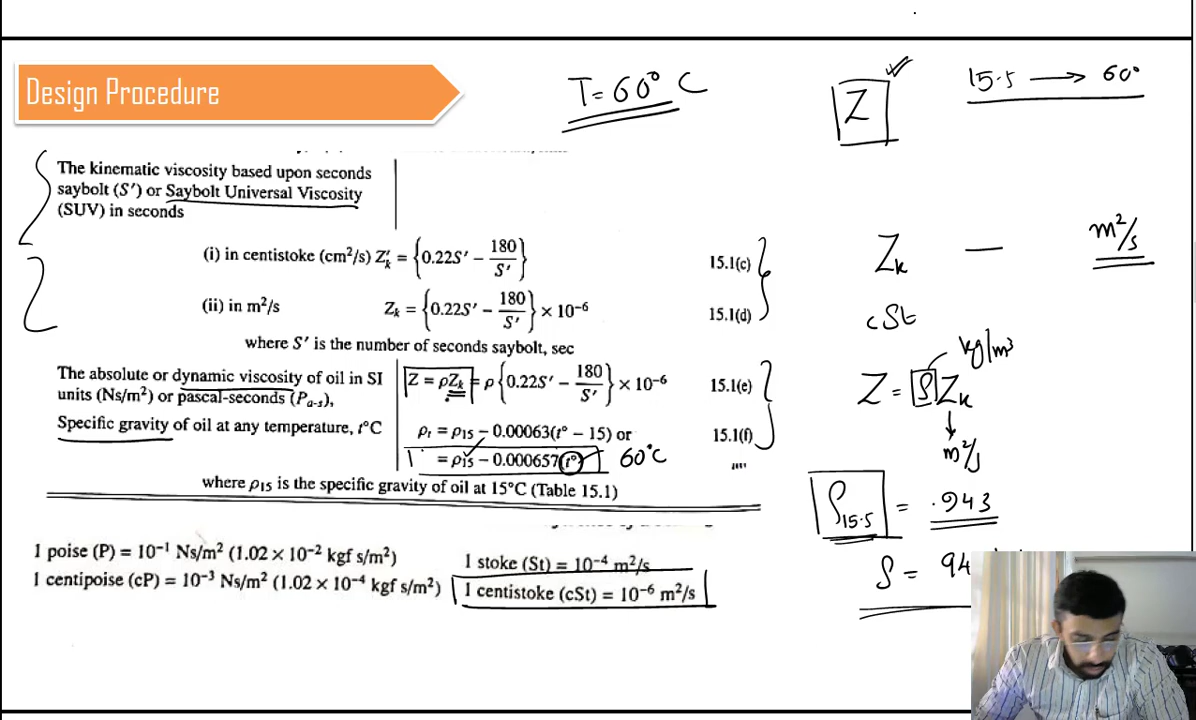 Design Procedure
T = 60° C
Z
15.5 → 60°
The kinematic viscosity based upon seconds
saybolt (S′) or Saybolt Universal Viscosity
(SUV) in seconds
(i) in centistoke (cm²/s) Z′ₖ = {0.22S′ − 180/S′} 15.1(c)
Zₖ — m²/s
(ii) in m²/s Zₖ = {0.22S′ − 180/S′} × 10⁻⁶ 15.1(d)
cSt
where S′ is the number of seconds saybolt, sec
kg/m³
The absolute or dynamic viscosity of oil in SI
units (Ns/m²) or pascal-seconds (Pₐ₋ₛ),
Z = ρZₖ = ρ{0.22S′ − 180/S′} × 10⁻⁶ 15.1(e)
Z = ρZₖ
Specific gravity of oil at any temperature, t°C
ρₜ = ρ₁₅ − 0.00063(t° − 15) or 15.1(f)
= ρ₁₅ − 0.000657(t°) 60°C
m²/s
where ρ₁₅ is the specific gravity of oil at 15°C (Table 15.1)
ρ15.5 = .943
1 poise (P) = 10⁻¹ Ns/m² (1.02 × 10⁻² kgf s/m²)
1 centipoise (cP) = 10⁻³ Ns/m² (1.02 × 10⁻⁴ kgf s/m²)
1 stoke (St) = 10⁻⁴ m²/s
1 centistoke (cSt) = 10⁻⁶ m²/s
ρ = 94